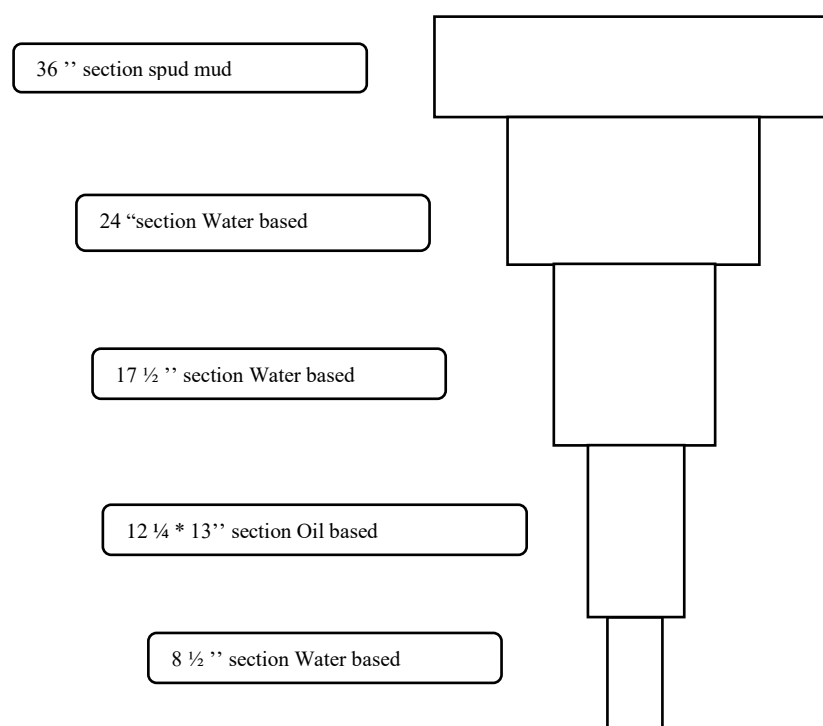 36 ’’ section spud mud
24 “section Water based
17 ½ ’’ section Water based
12 ¼ * 13’’ section Oil based
8 ½ ’’ section Water based